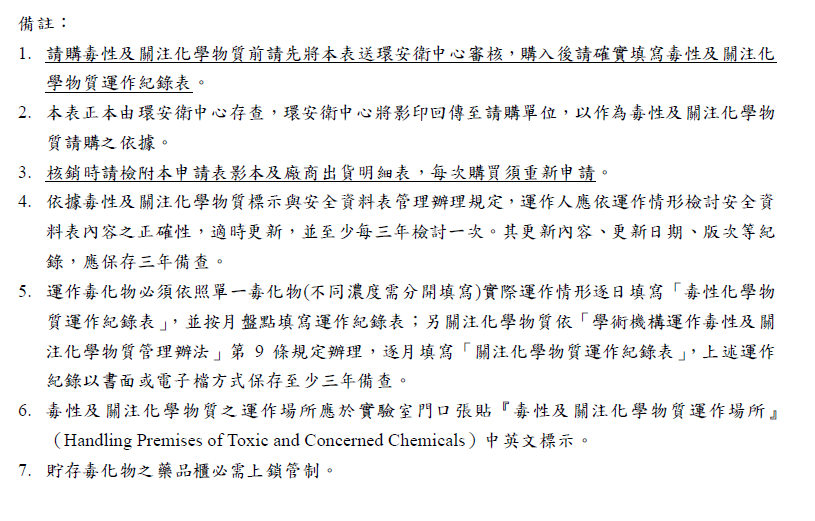 備註：
1. 請購毒性及關注化學物質前請先將本表送環安衛中心審核，購入後請確實填寫毒性及關注化
學物質運作紀錄表。
2. 本表正本由環安衛中心存查，環安衛中心將影印回傳至請購單位，以作為毒性及關注化學物
質請購之依據。
3. 核銷時請檢附本申請表影本及廠商出貨明細表，每次購買須重新申請。
4. 依據毒性及關注化學物質標示與安全資料表管理辦理規定，運作人應依運作情形檢討安全資
料表內容之正確性，適時更新，並至少每三年檢討一次。其更新內容、更新日期、版次等紀
錄，應保存三年備查。
5. 運作毒化物必須依照單一毒化物(不同濃度需分開填寫)實際運作情形逐日填寫「毒性化學物
質運作紀錄表」，並按月盤點填寫運作紀錄表；另關注化學物質依「學術機構運作毒性及關
注化學物質管理辦法」第 9 條規定辦理，逐月填寫「關注化學物質運作紀錄表」，上述運作
紀錄以書面或電子檔方式保存至少三年備查。
6. 毒性及關注化學物質之運作場所應於實驗室門口張貼『毒性及關注化學物質運作場所』
（Handling Premises of Toxic and Concerned Chemicals）中英文標示。
7. 貯存毒化物之藥品櫃必需上鎖管制。